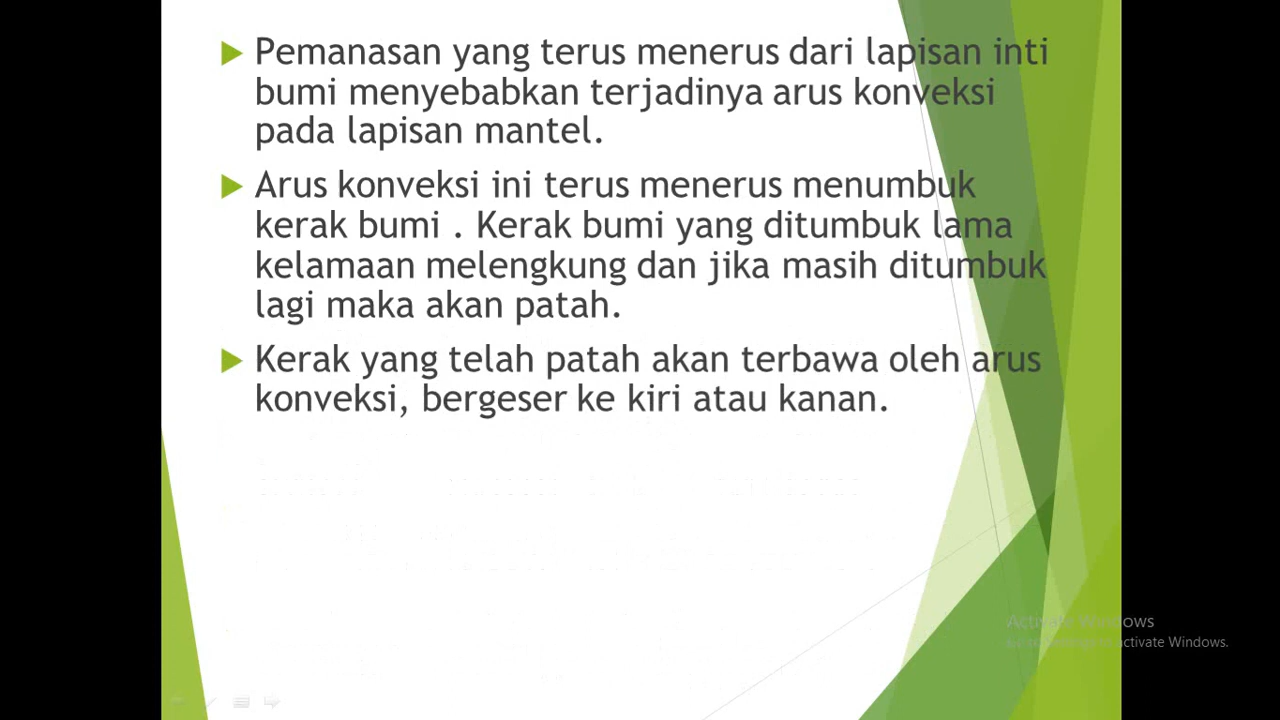 Pemanasan yang terus menerus dari lapisan inti
bumi menyebabkan terjadinya arus konveksi
pada lapisan mantel.
Arus konveksi ini terus menerus menumbuk
kerak bumi . Kerak bumi yang ditumbuk lama
kelamaan melengkung dan jika masih ditumbuk
lagi maka akan patah.
Kerak yang telah patah akan terbawa oleh arus
konveksi, bergeser ke kiri atau kanan.
Activate Windows
activate Windows.